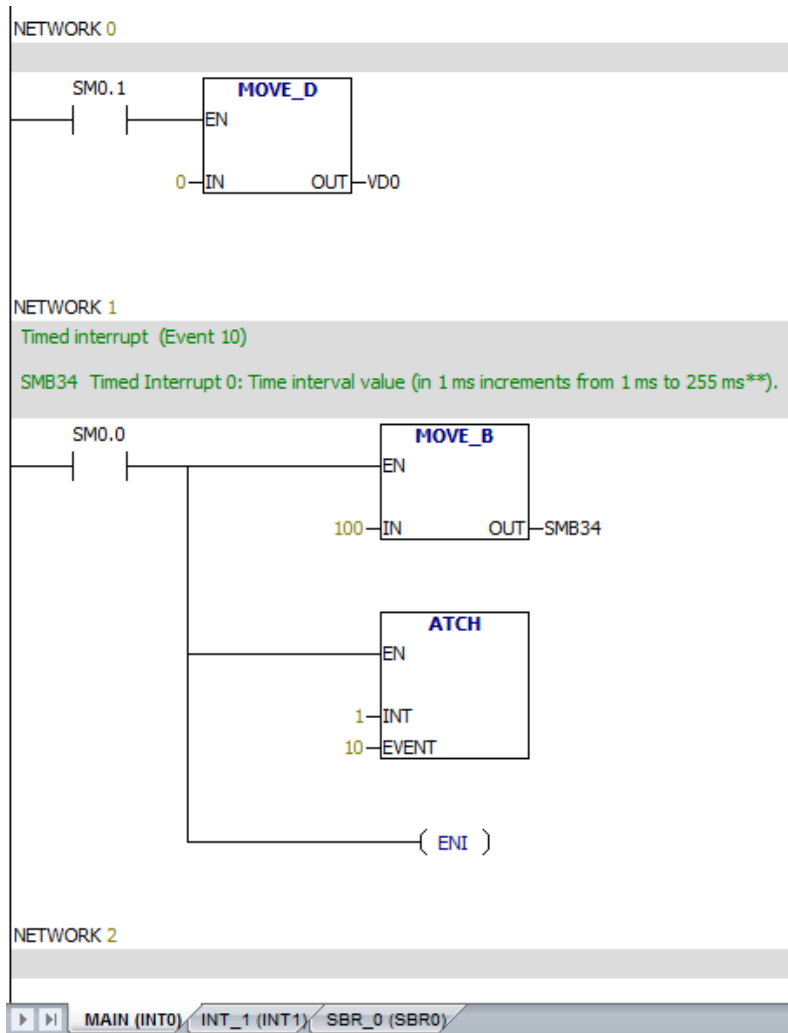 NETWORK 0
SM0.1
MOVE_D
EN
0 IN OUT VD0
NETWORK 1
Timed interrupt (Event 10)
SMB34 Timed Interrupt 0: Time interval value (in 1 ms increments from 1 ms to 255 ms**).
SM0.0
MOVE_B
EN
100 IN OUT SMB34
ATCH
EN
1 INT
10 EVENT
( ENI )
NETWORK 2
MAIN (INT0) INT_1 (INT1) SBR_0 (SBR0)